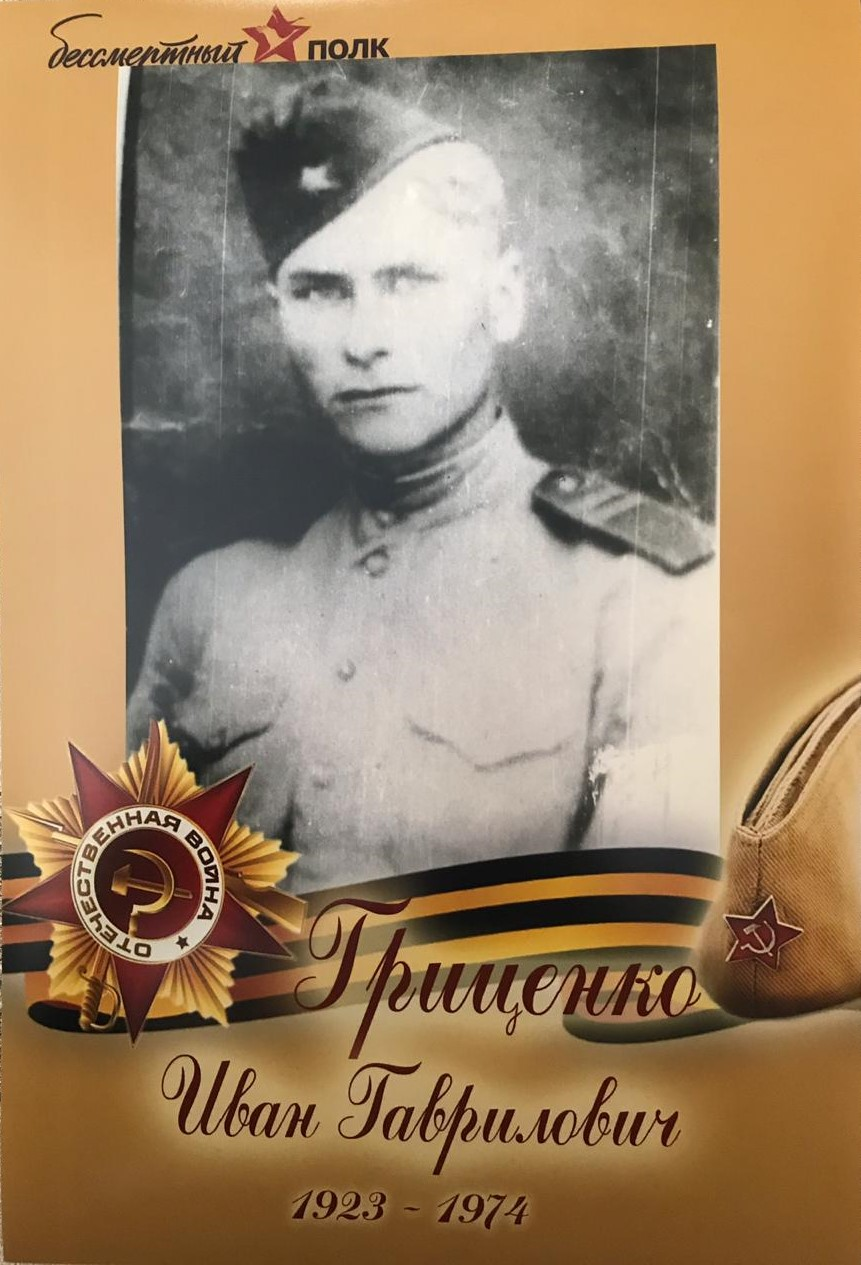 бессмертный полк
ОТЕЧЕСТВЕННАЯ ВОЙНА
Гриценко
Иван Гаврилович
1923 - 1974